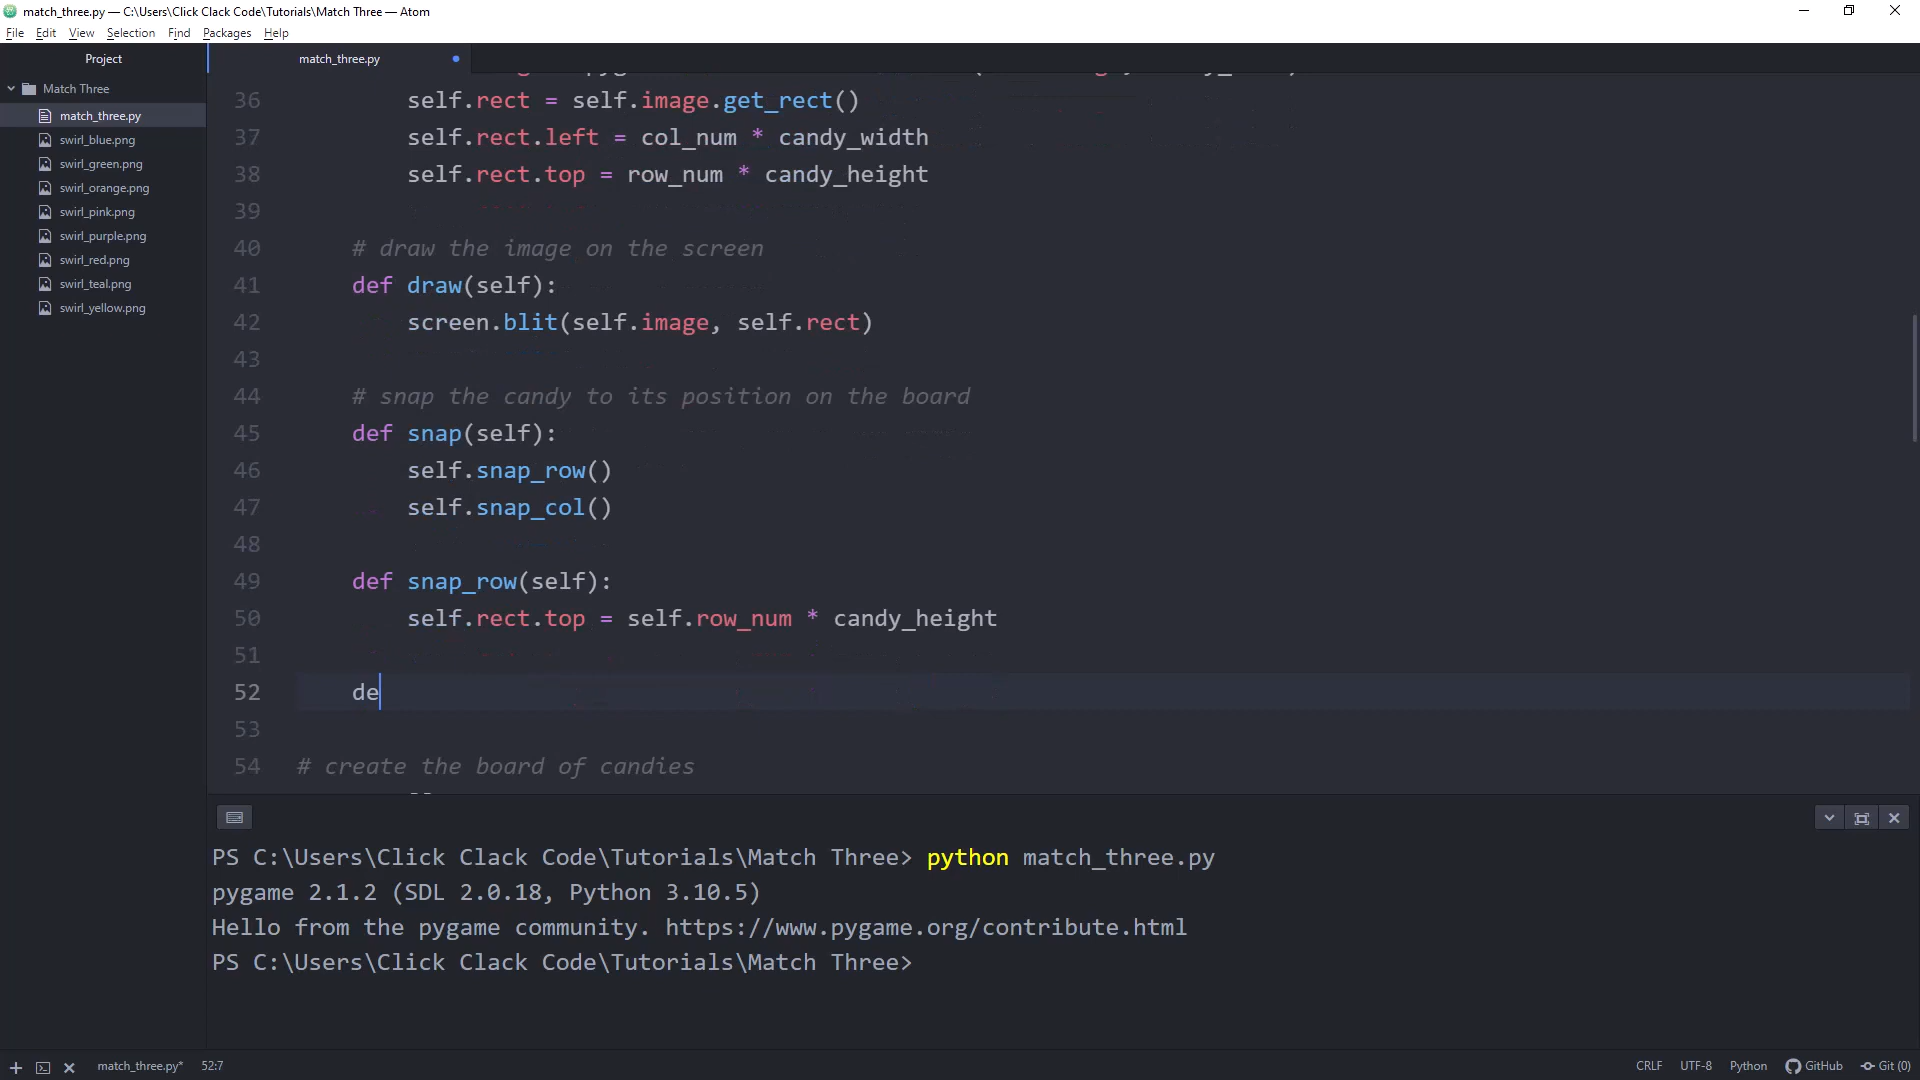 match_three.py — C:\Users\Click Clack Code\Tutorials\Match Three — Atom
File Edit View Selection Find Packages Help
Project
match_three.py
Match Three
match_three.py
swirl_blue.png
swirl_green.png
swirl_orange.png
swirl_pink.png
swirl_purple.png
swirl_red.png
swirl_teal.png
swirl_yellow.png
36 self.rect = self.image.get_rect()
37 self.rect.left = col_num * candy_width
38 self.rect.top = row_num * candy_height
39
40 # draw the image on the screen
41 def draw(self):
42 screen.blit(self.image, self.rect)
43
44 # snap the candy to its position on the board
45 def snap(self):
46 self.snap_row()
47 self.snap_col()
48
49 def snap_row(self):
50 self.rect.top = self.row_num * candy_height
51
52 de
53
54 # create the board of candies
PS C:\Users\Click Clack Code\Tutorials\Match Three> python match_three.py
pygame 2.1.2 (SDL 2.0.18, Python 3.10.5)
Hello from the pygame community. https://www.pygame.org/contribute.html
PS C:\Users\Click Clack Code\Tutorials\Match Three>
match_three.py* 52:7 CRLF UTF-8 Python GitHub Git (0)